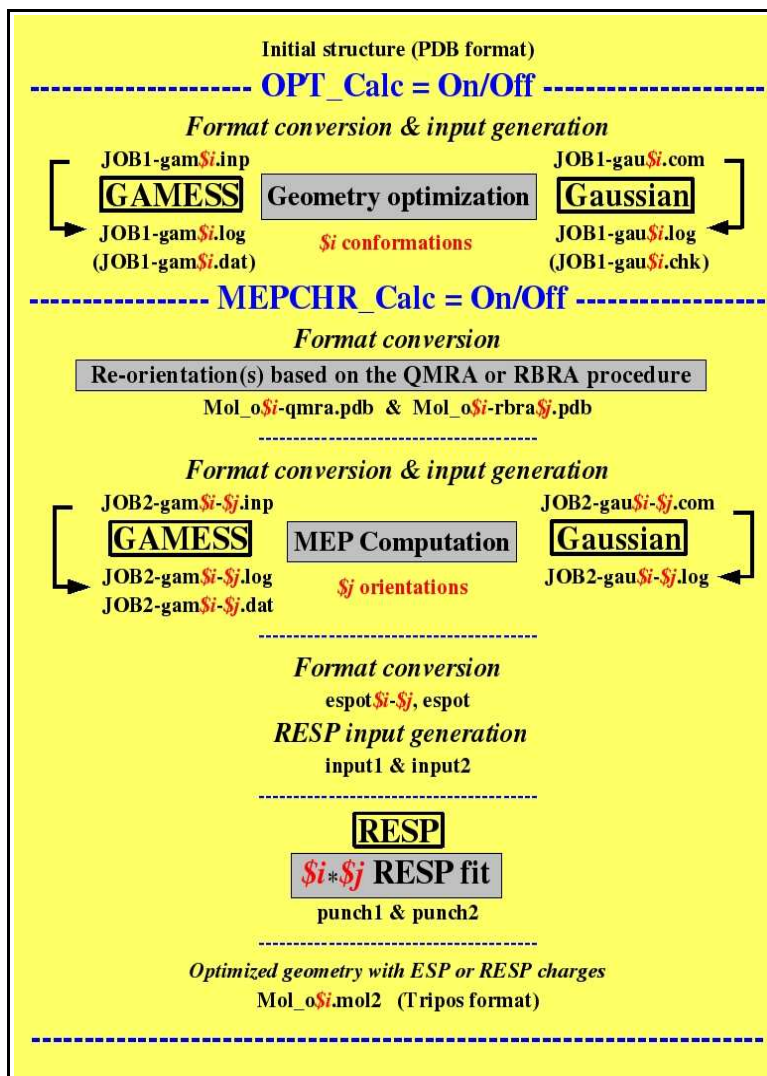 Initial structure (PDB format)
OPT_Calc = On/Off
Format conversion & input generation
JOB1-gam$i.inp
JOB1-gau$i.com
GAMESS
Geometry optimization
Gaussian
JOB1-gam$i.log
$i conformations
JOB1-gau$i.log
(JOB1-gam$i.dat)
(JOB1-gau$i.chk)
MEPCHR_Calc = On/Off
Format conversion
Re-orientation(s) based on the QMRA or RBRA procedure
Mol_o$i-qmra.pdb & Mol_o$i-rbra$j.pdb
Format conversion & input generation
JOB2-gam$i-$j.inp
JOB2-gau$i-$j.com
GAMESS
MEP Computation
Gaussian
JOB2-gam$i-$j.log
$j orientations
JOB2-gau$i-$j.log
JOB2-gam$i-$j.dat
Format conversion
espot$i-$j, espot
RESP input generation
input1 & input2
RESP
$i*$j RESP fit
punch1 & punch2
Optimized geometry with ESP or RESP charges
Mol_o$i.mol2 (Tripos format)